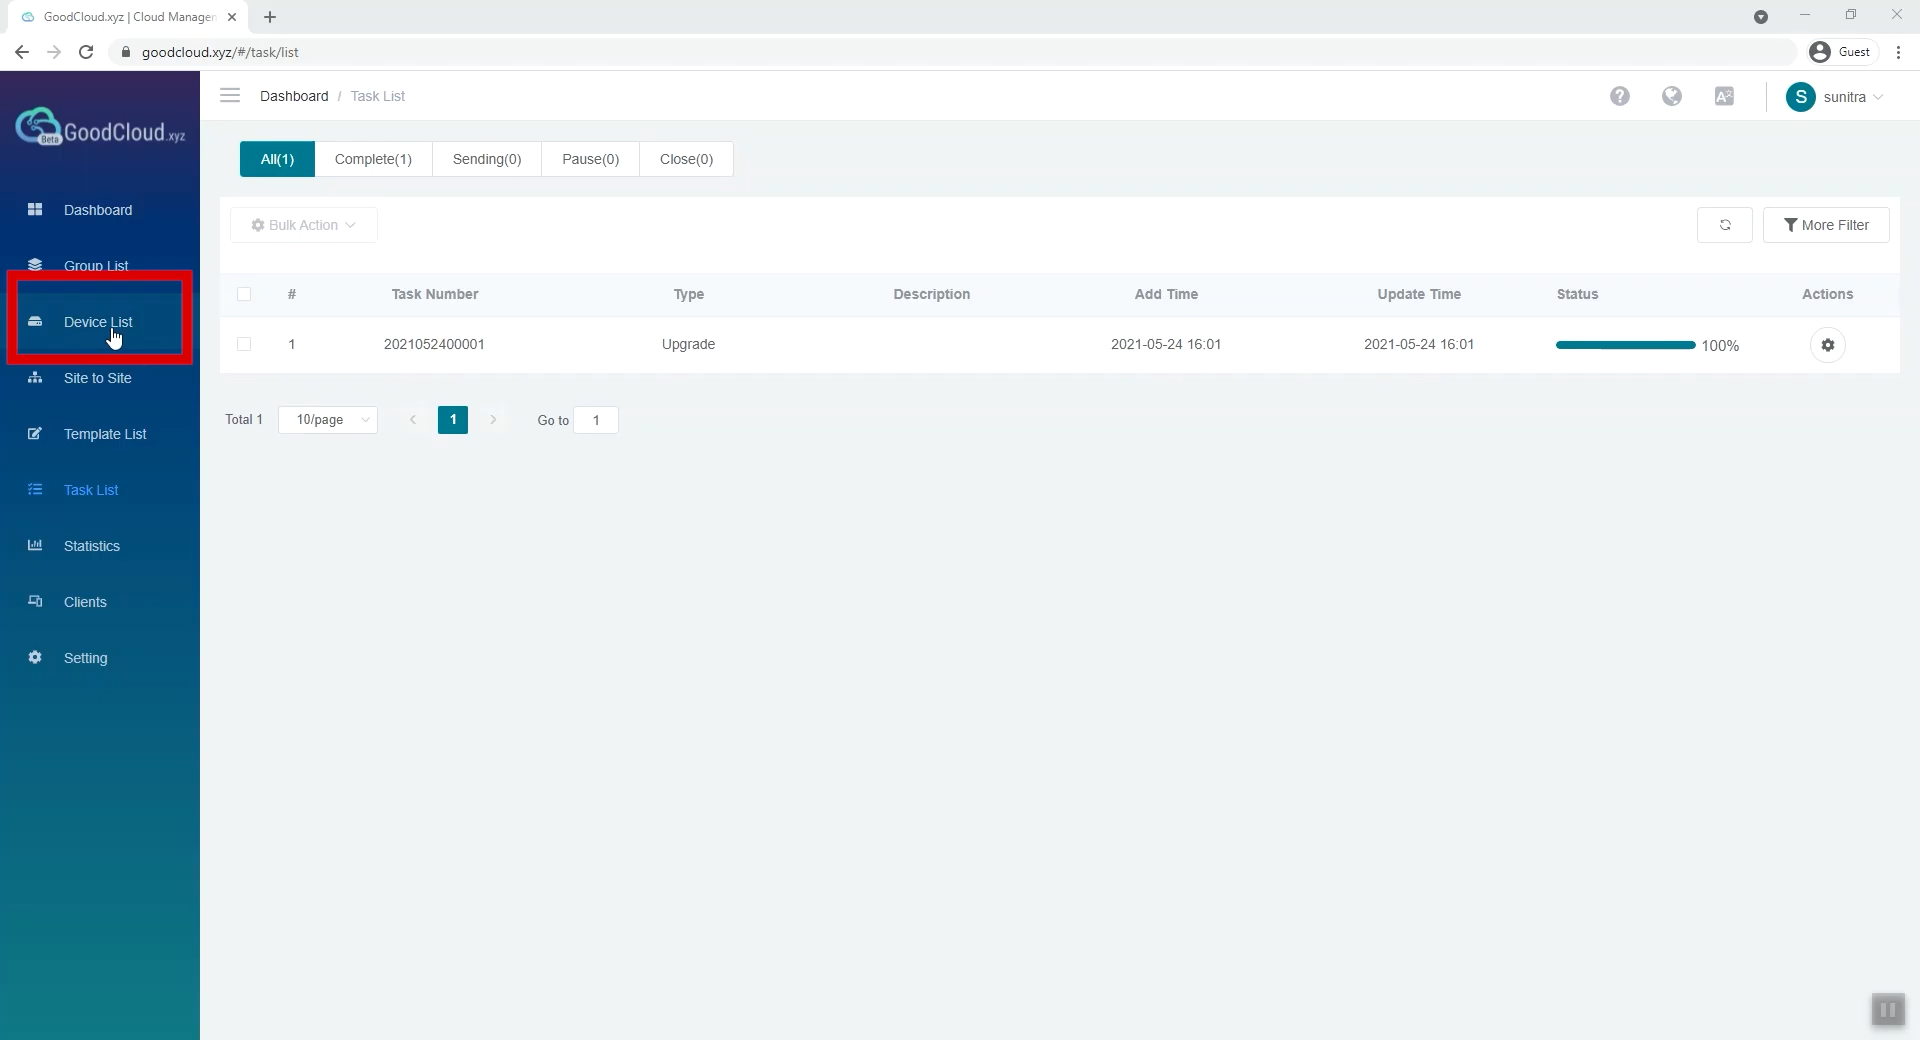 GoodCloud.xyz | Cloud Manager
goodcloud.xyz/#/task/list
Guest
Beta GoodCloud.xyz
Dashboard / Task List
A
S sunitra
All(1) Complete(1) Sending(0) Pause(0) Close(0)
Dashboard
Group List
Device List
Site to Site
Template List
Task List
Statistics
Clients
Setting
Bulk Action
More Filter
# Task Number Type Description Add Time Update Time Status Actions
1 2021052400001 Upgrade 2021-05-24 16:01 2021-05-24 16:01 100%
Total 1 10/page 1 Go to 1